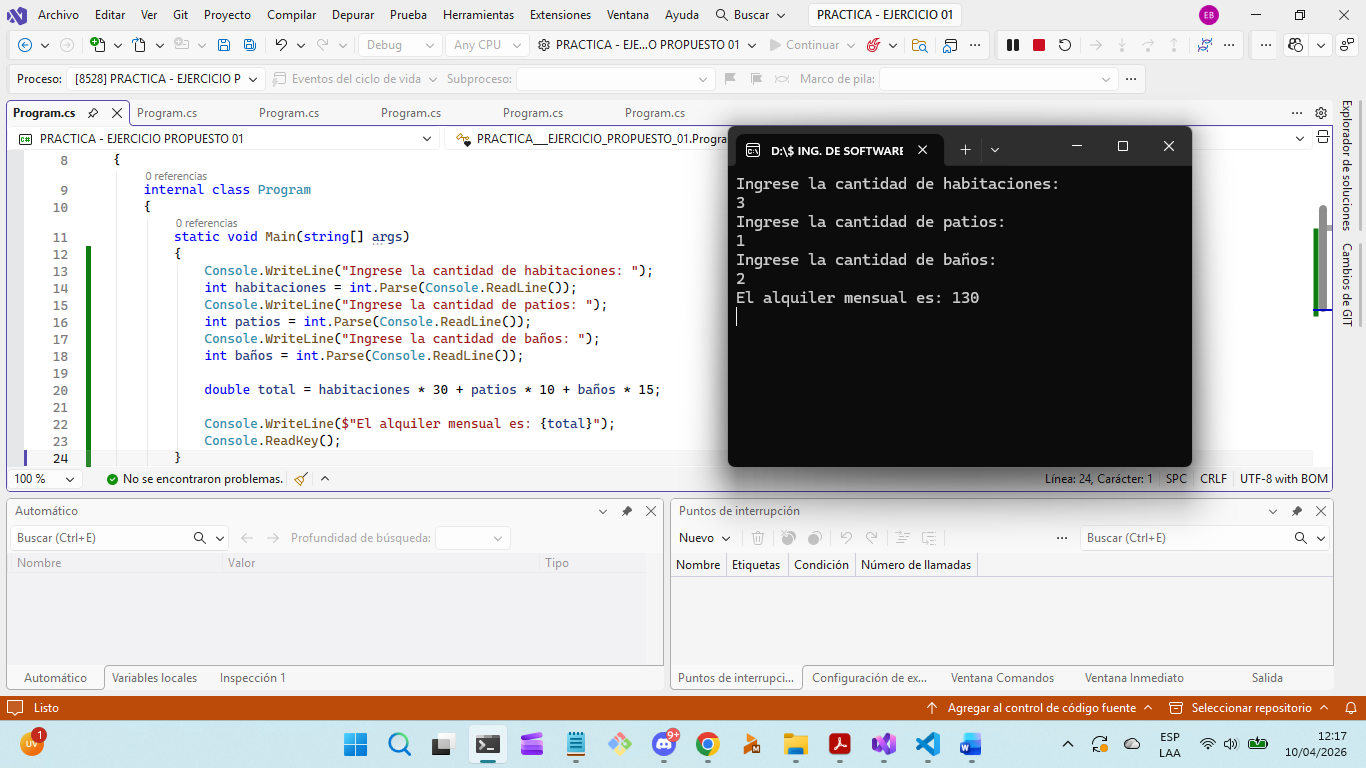 Archivo Editar Ver Git Proyecto Compilar Depurar Prueba Herramientas Extensiones Ventana Ayuda Buscar PRACTICA - EJERCICIO 01 EB
Debug Any CPU PRACTICA - EJE...O PROPUESTO 01 Continuar
Proceso: [8528] PRACTICA - EJERCICIO P Eventos del ciclo de vida Subproceso: Marco de pila:
Program.cs Program.cs Program.cs Program.cs Program.cs Program.cs
PRACTICA - EJERCICIO PROPUESTO 01 PRACTICA___EJERCICIO_PROPUESTO_01.Progra
8 {
0 referencias
9 internal class Program
10 {
0 referencias
11 static void Main(string[] args)
12 {
13 Console.WriteLine("Ingrese la cantidad de habitaciones: ");
14 int habitaciones = int.Parse(Console.ReadLine());
15 Console.WriteLine("Ingrese la cantidad de patios: ");
16 int patios = int.Parse(Console.ReadLine());
17 Console.WriteLine("Ingrese la cantidad de baños: ");
18 int baños = int.Parse(Console.ReadLine());
19
20 double total = habitaciones * 30 + patios * 10 + baños * 15;
21
22 Console.WriteLine($"El alquiler mensual es: {total}");
23 Console.ReadKey();
24 }
D:\$ ING. DE SOFTWARE
Ingrese la cantidad de habitaciones:
3
Ingrese la cantidad de patios:
1
Ingrese la cantidad de baños:
2
El alquiler mensual es: 130
Explorador de soluciones
Cambios de GIT
100 % No se encontraron problemas. Línea: 24, Carácter: 1 SPC CRLF UTF-8 with BOM
Automático
Buscar (Ctrl+E) Profundidad de búsqueda:
Nombre Valor Tipo
Automático Variables locales Inspección 1
Puntos de interrupción
Nuevo Buscar (Ctrl+E)
Nombre Etiquetas Condición Número de llamadas
Puntos de interrupci... Configuración de ex... Ventana Comandos Ventana Inmediato Salida
Listo Agregar al control de código fuente Seleccionar repositorio
UV 1 9+ ESP LAA 12:17 10/04/2026